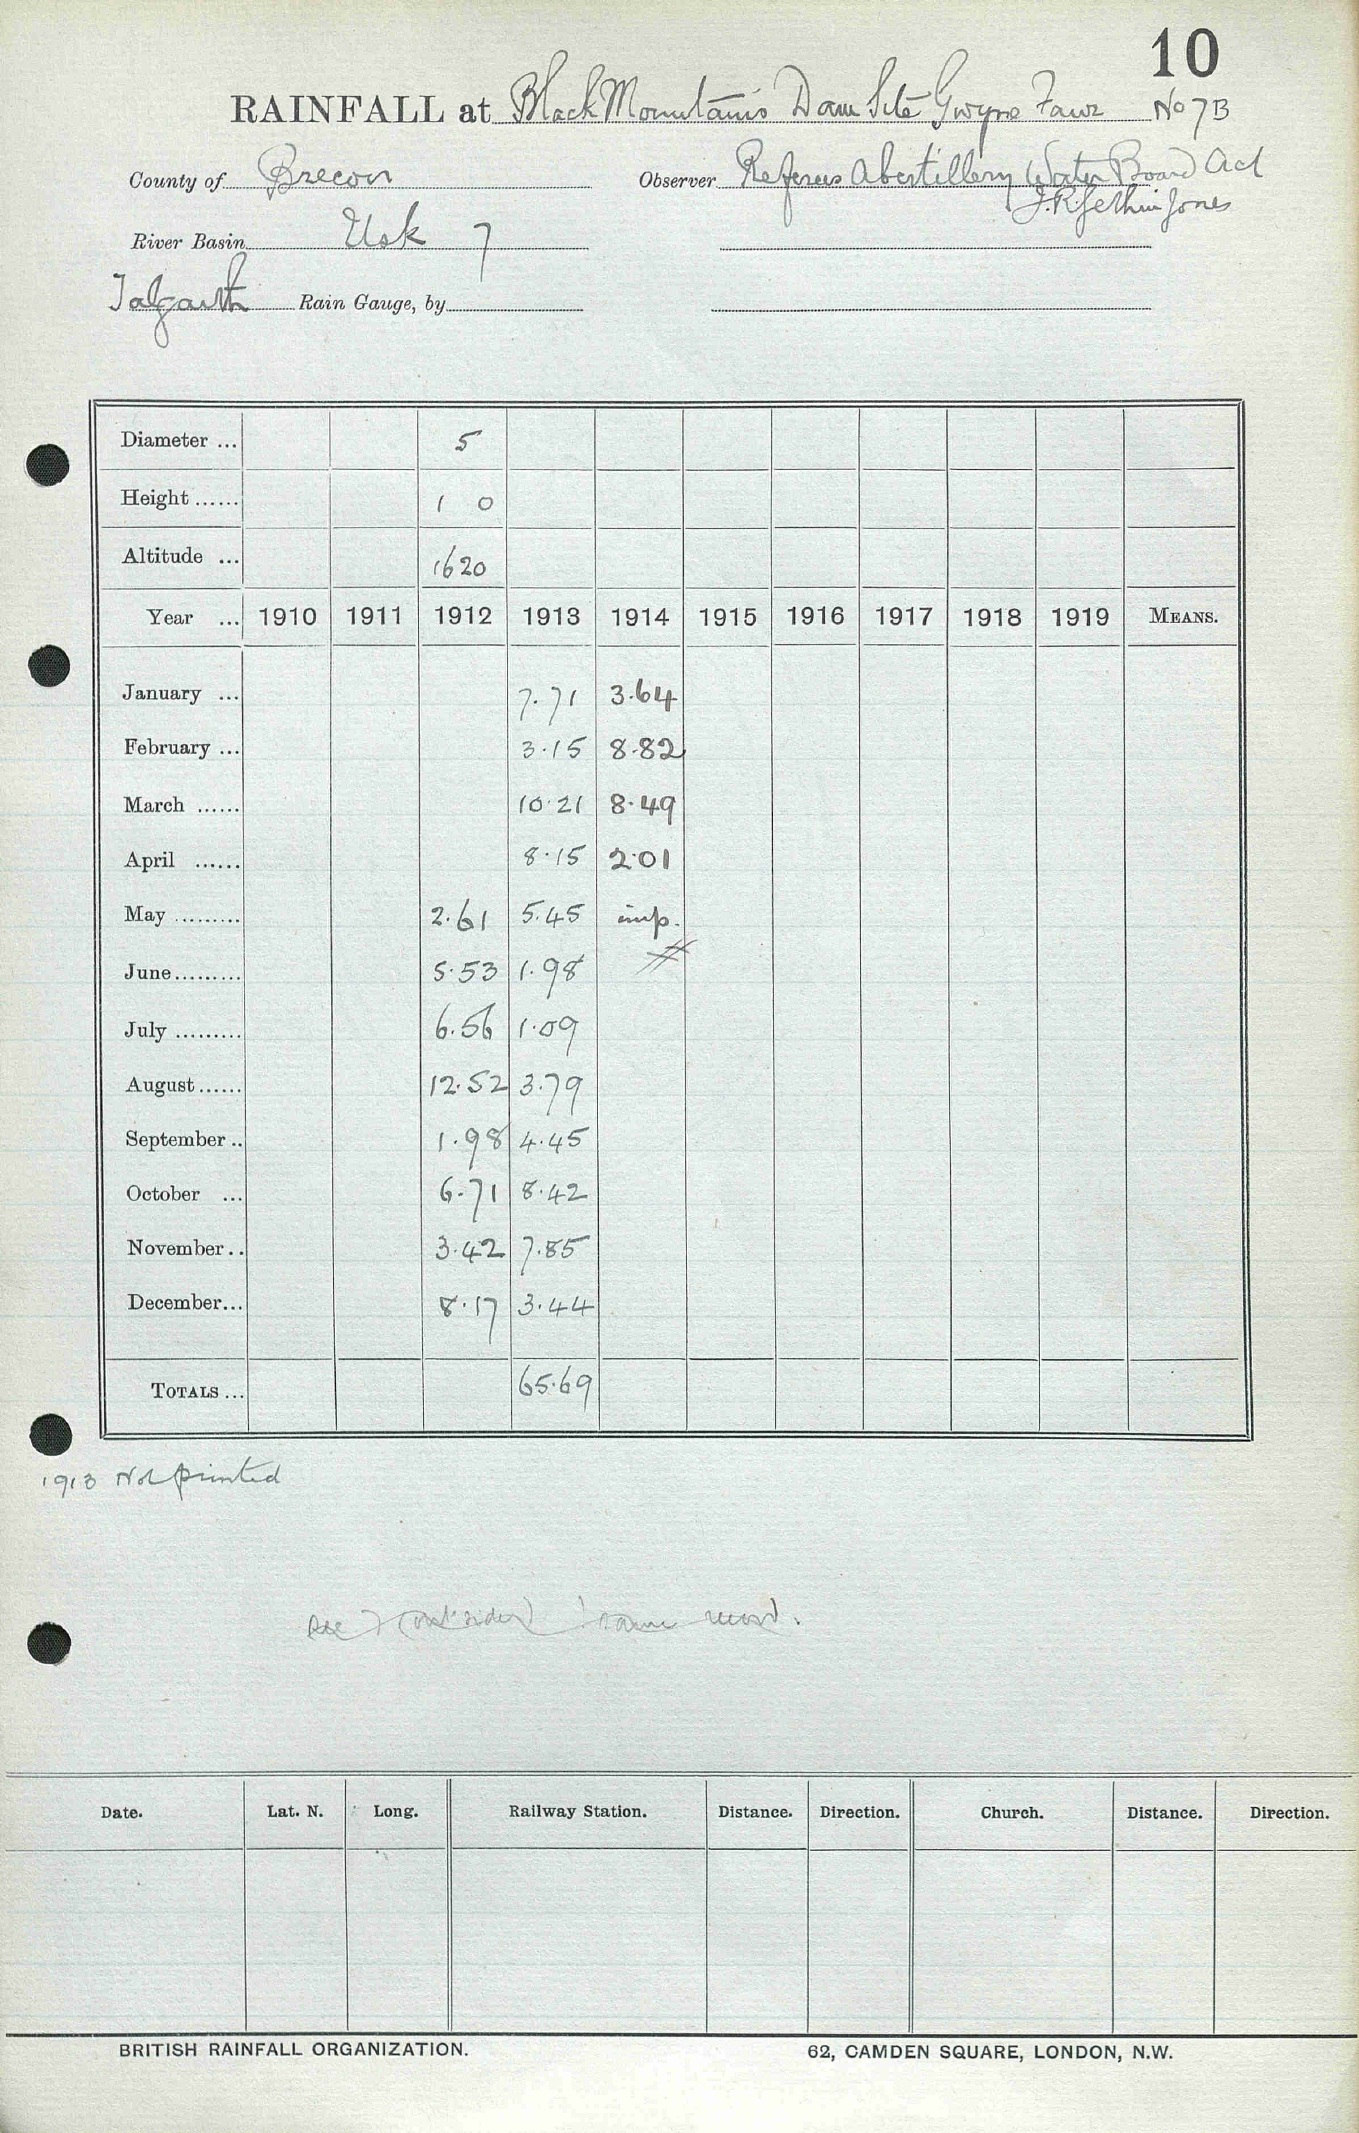 10
RAINFALL at Black Mountains Dam Site Gwyne Fawr No 7B
County of Brecon Observer Referees Abertillery Water Board Act
J.R. Gethin Jones
River Basin Usk 7
Talgarth Rain Gauge, by
Diameter ... 5
Height ...... 1 0
Altitude ... 1620
Year ... 1910 1911 1912 1913 1914 1915 1916 1917 1918 1919 MEANS.
January ... 7.71 3.64
February ... 3.15 8.82
March ...... 10.21 8.49
April ...... 8.15 2.01
May ......... 2.61 5.45 imp.
June ......... 5.53 1.98
July ......... 6.56 1.09
August ...... 12.52 3.79
September .. 1.98 4.45
October ... 6.71 8.42
November .. 3.42 7.85
December ... 8.17 3.44
TOTALS ... 65.69
1913 Not printed
same
Date. Lat. N. Long. Railway Station. Distance. Direction. Church. Distance. Direction.
BRITISH RAINFALL ORGANIZATION. 62, CAMDEN SQUARE, LONDON, N.W.